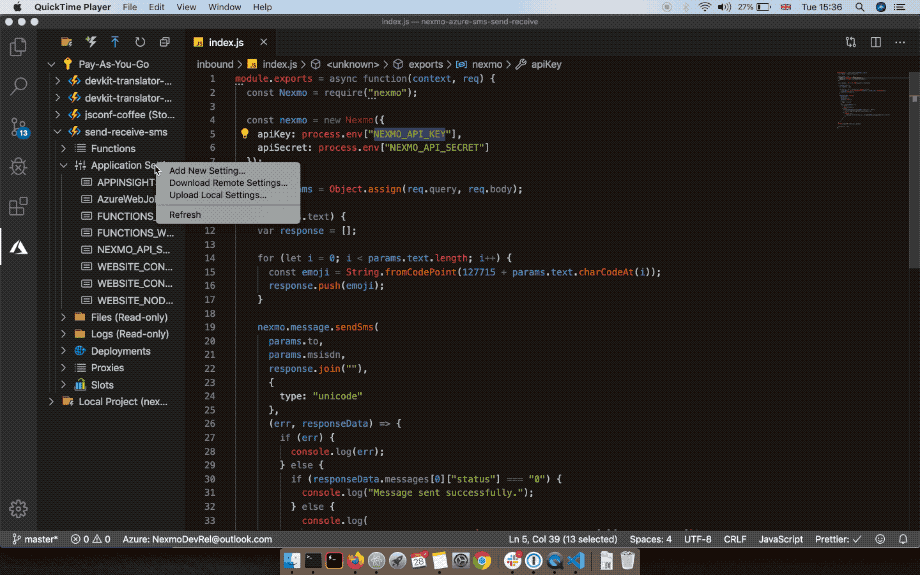 QuickTime Player File Edit View Window Help 27% Tue 15:36
index.js — nexmo-azure-sms-send-receive
index.js
inbound > index.js > <unknown> > exports > nexmo > apiKey
Pay-As-You-Go
devkit-translator-...
devkit-translator-...
jsconf-coffee (Sto...
send-receive-sms
Functions
Application Se
APPINSIGHT
AzureWebJo
FUNCTIONS_
FUNCTIONS_W...
NEXMO_API_S...
WEBSITE_CON...
WEBSITE_CON...
WEBSITE_NOD...
Files (Read-only)
Logs (Read-only)
Deployments
Proxies
Slots
Local Project (nex...
13
Add New Setting...
Download Remote Settings...
Upload Local Settings...
Refresh
1 module.exports = async function(context, req) {
2 const Nexmo = require("nexmo");
3
4 const nexmo = new Nexmo({
5 apiKey: process.env["NEXMO_API_KEY"],
6 apiSecret: process.env["NEXMO_API_SECRET"]
7 });
ms = Object.assign(req.query, req.body);
.text) {
12 var response = [];
13
14 for (let i = 0; i < params.text.length; i++) {
15 const emoji = String.fromCodePoint(127715 + params.text.charCodeAt(i));
16 response.push(emoji);
17 }
18
19 nexmo.message.sendSms(
20 params.to,
21 params.msisdn,
22 response.join(""),
23 {
24 type: "unicode"
25 },
26 (err, responseData) => {
27 if (err) {
28 console.log(err);
29 } else {
30 if (responseData.messages[0]["status"] === "0") {
31 console.log("Message sent successfully.");
32 } else {
33 console.log(
master* 0 0 Azure: NexmoDevRel@outlook.com Ln 5, Col 39 (13 selected) Spaces: 4 UTF-8 CRLF JavaScript Prettier: ✓
28